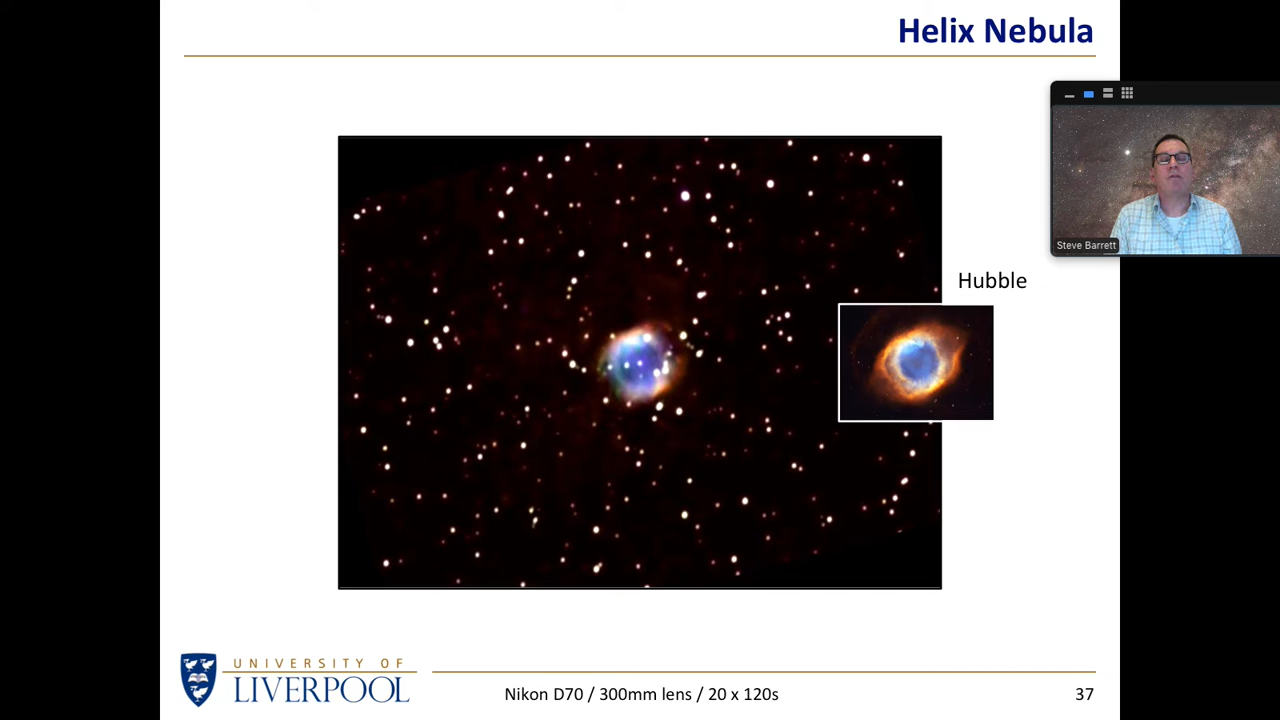 Helix Nebula
Steve Barrett
Hubble
UNIVERSITY OF
LIVERPOOL
Nikon D70 / 300mm lens / 20 x 120s
37